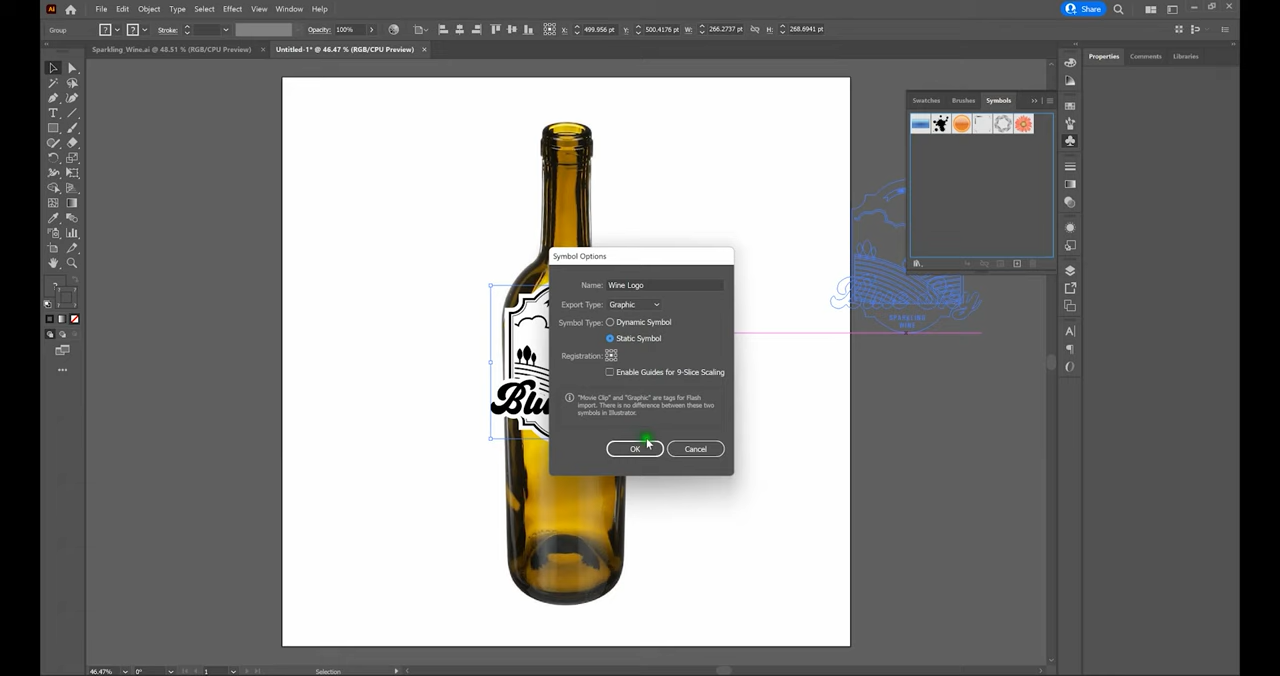 Ai File Edit Object Type Select Effect View Window Help Share
Group Stroke: Opacity: 100% X: 499.956 pt Y: 500.4176 pt W: 266.2737 pt H: 268.6941 pt
Sparkling_Wine.ai @ 48.51 % (RGB/CPU Preview) × Untitled-1* @ 46.47 % (RGB/CPU Preview) ×
Properties Comments Libraries
Swatches Brushes Symbols
Symbol Options
Name: Wine Logo
Export Type: Graphic
Symbol Type: Dynamic Symbol
Static Symbol
Registration:
Enable Guides for 9-Slice Scaling
"Movie Clip" and "Graphic" are tags for Flash
import. There is no difference between these two
symbols in Illustrator.
OK Cancel
Blu
SPARKLING
WINE
46.47% 0° 1 Selection